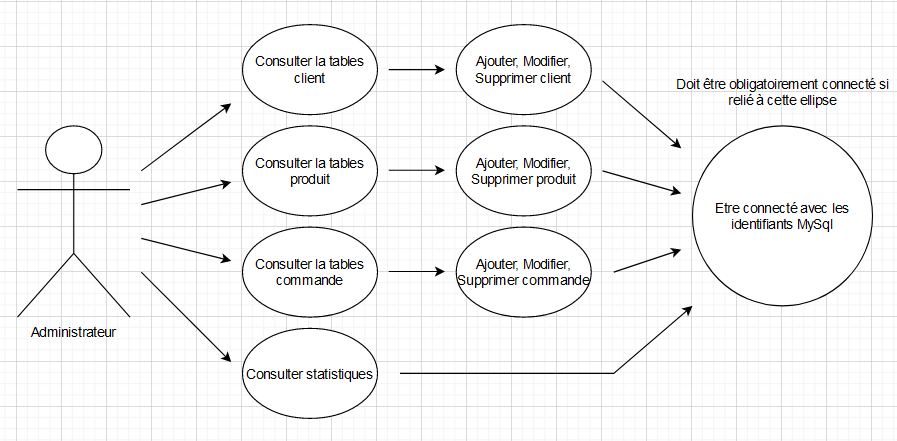 Consulter la tables
client
Ajouter, Modifier,
Supprimer client
Doit être obligatoirement connecté si
relié à cette ellipse
Consulter la tables
produit
Ajouter, Modifier,
Supprimer produit
Etre connecté avec les
identifiants MySql
Consulter la tables
commande
Ajouter, Modifier,
Supprimer commande
Administrateur
Consulter statistiques